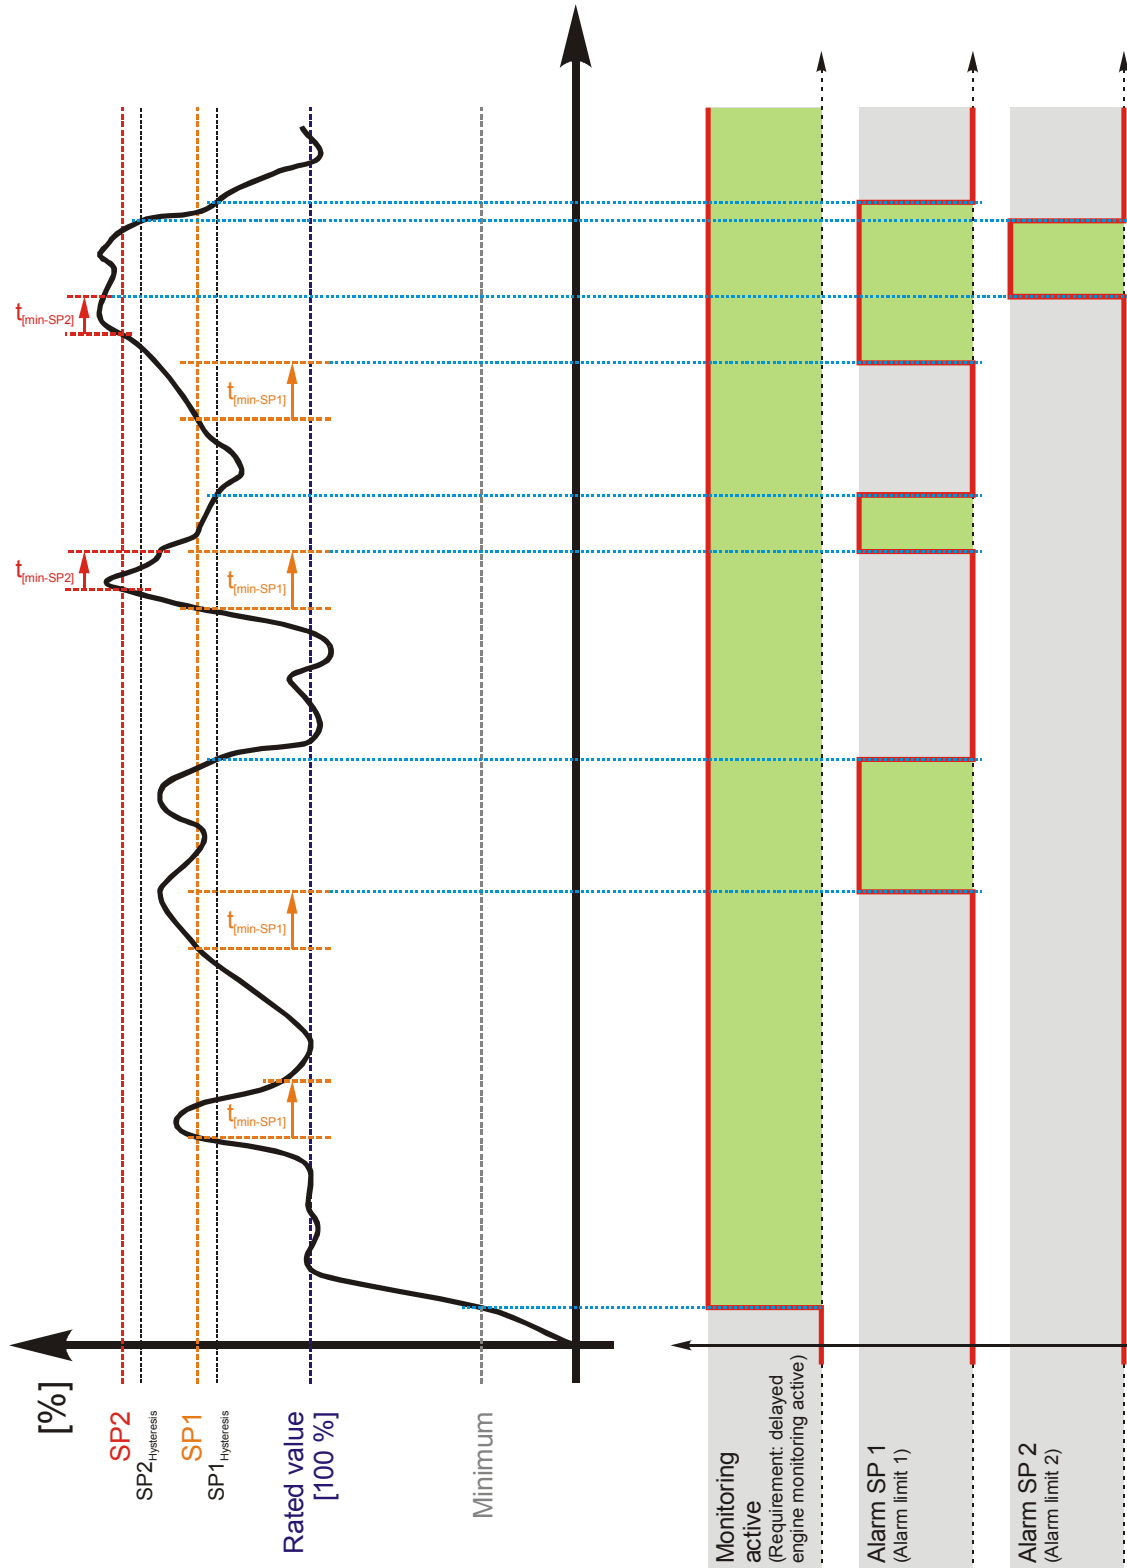 [%]
SP2
SP2Hysteresis
SP1
SP1Hysteresis
Rated value
[100 %]
Minimum
t[min-SP1]
t[min-SP1]
t[min-SP2]
t[min-SP1]
t[min-SP1]
t[min-SP2]
Monitoring
active
(Requirement: delayed
engine monitoring active)
Alarm SP 1
(Alarm limit 1)
Alarm SP 2
(Alarm limit 2)